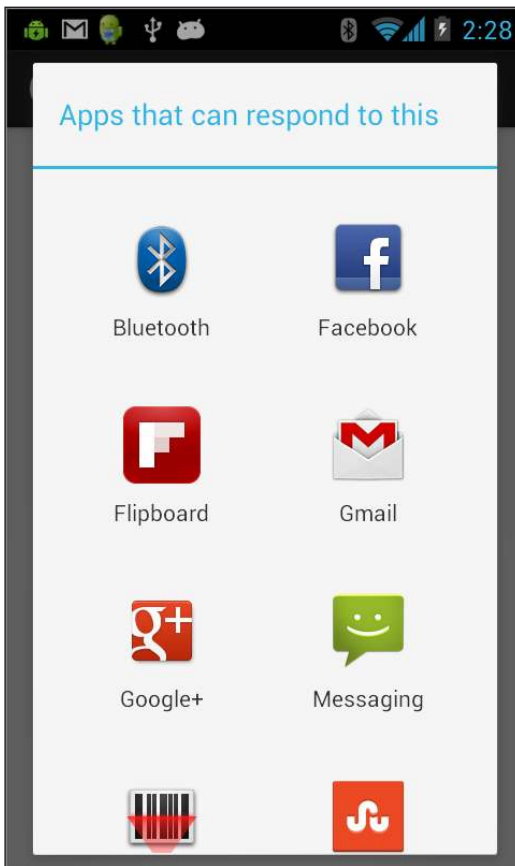 2:28
Apps that can respond to this
Bluetooth
Facebook
Flipboard
Gmail
Google+
Messaging